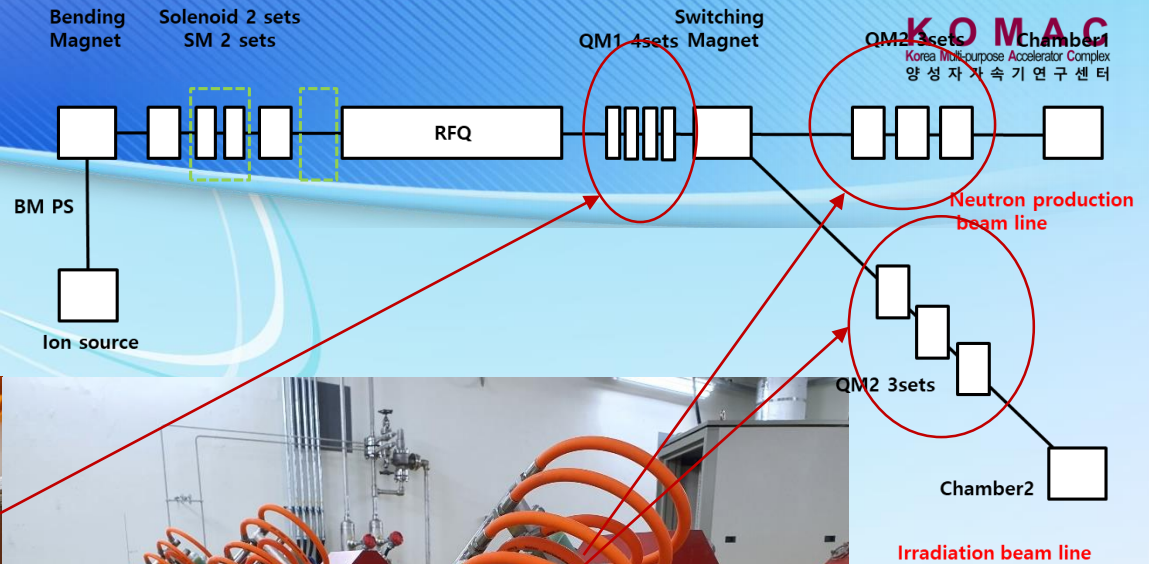 Bending
Magnet
Solenoid 2 sets
SM 2 sets
QM1 4sets
Switching
Magnet
QM2 3sets
Chamber1
KOMAC
Korea Multi-purpose Accelerator Complex
양성자가속기연구센터
RFQ
BM PS
Neutron production
beam line
Ion source
QM2 3sets
Chamber2
Irradiation beam line